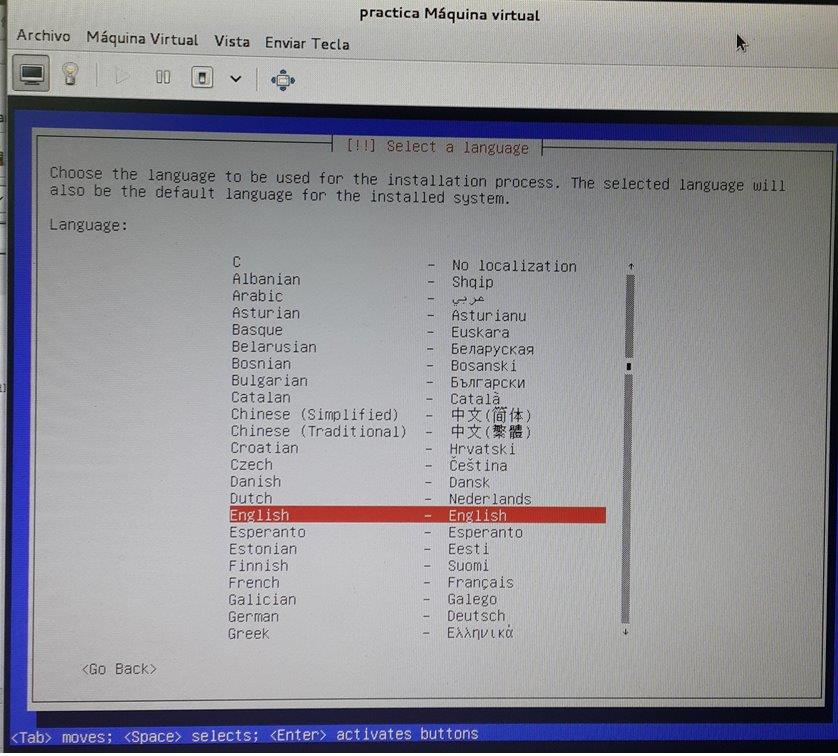 practica Máquina virtual
Archivo Máquina Virtual Vista Enviar Tecla
[!!] Select a language
Choose the language to be used for the installation process. The selected language will
also be the default language for the installed system.
Language:
C - No localization
Albanian - Shqip
Arabic - عربي
Asturian - Asturianu
Basque - Euskara
Belarusian - Беларуская
Bosnian - Bosanski
Bulgarian - Български
Catalan - Català
Chinese (Simplified) - 中文(简体)
Chinese (Traditional) - 中文(繁體)
Croatian - Hrvatski
Czech - Čeština
Danish - Dansk
Dutch - Nederlands
English - English
Esperanto - Esperanto
Estonian - Eesti
Finnish - Suomi
French - Français
Galician - Galego
German - Deutsch
Greek - Ελληνικά
<Go Back>
<Tab> moves; <Space> selects; <Enter> activates buttons